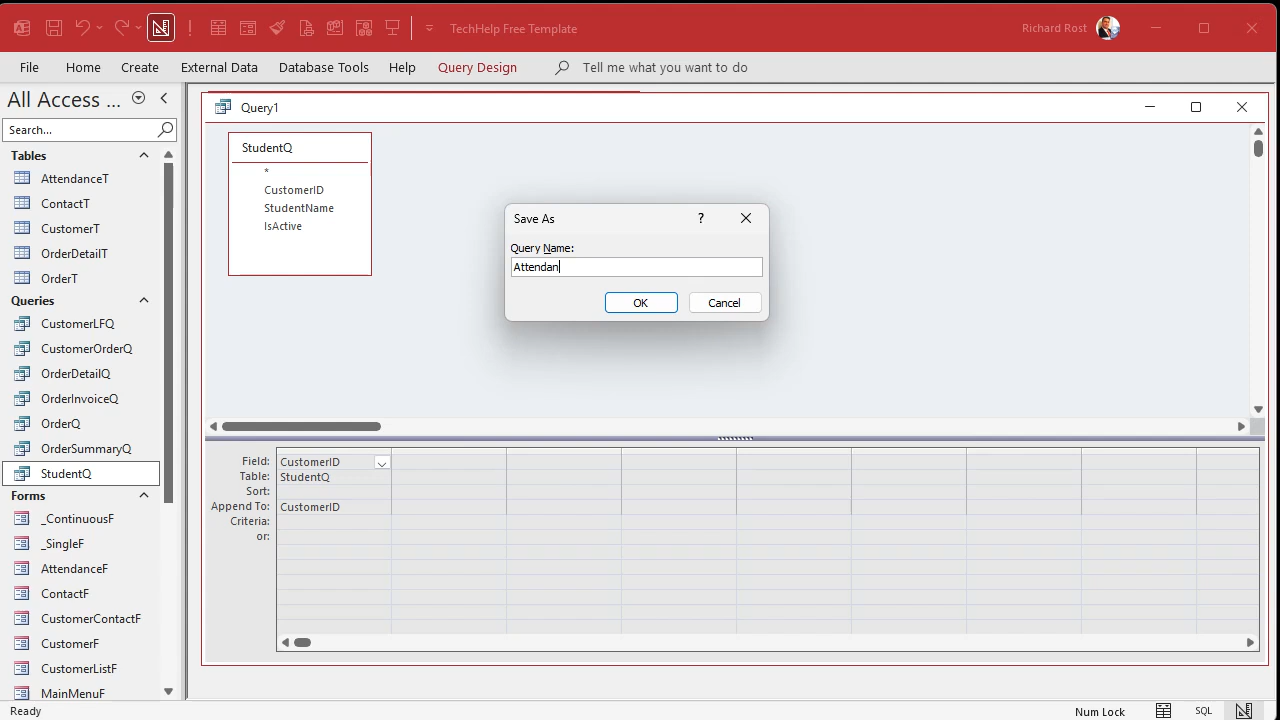 TechHelp Free Template
Richard Rost
File Home Create External Data Database Tools Help Query Design Tell me what you want to do
All Access ...
Search...
Tables
AttendanceT
ContactT
CustomerT
OrderDetailT
OrderT
Queries
CustomerLFQ
CustomerOrderQ
OrderDetailQ
OrderInvoiceQ
OrderQ
OrderSummaryQ
StudentQ
Forms
_ContinuousF
_SingleF
AttendanceF
ContactF
CustomerContactF
CustomerF
CustomerListF
MainMenuF
Query1
StudentQ
*
CustomerID
StudentName
IsActive
Save As ?
Query Name:
Attendan
OK Cancel
Field: CustomerID
Table: StudentQ
Sort:
Append To: CustomerID
Criteria:
or:
Ready
Num Lock SQL